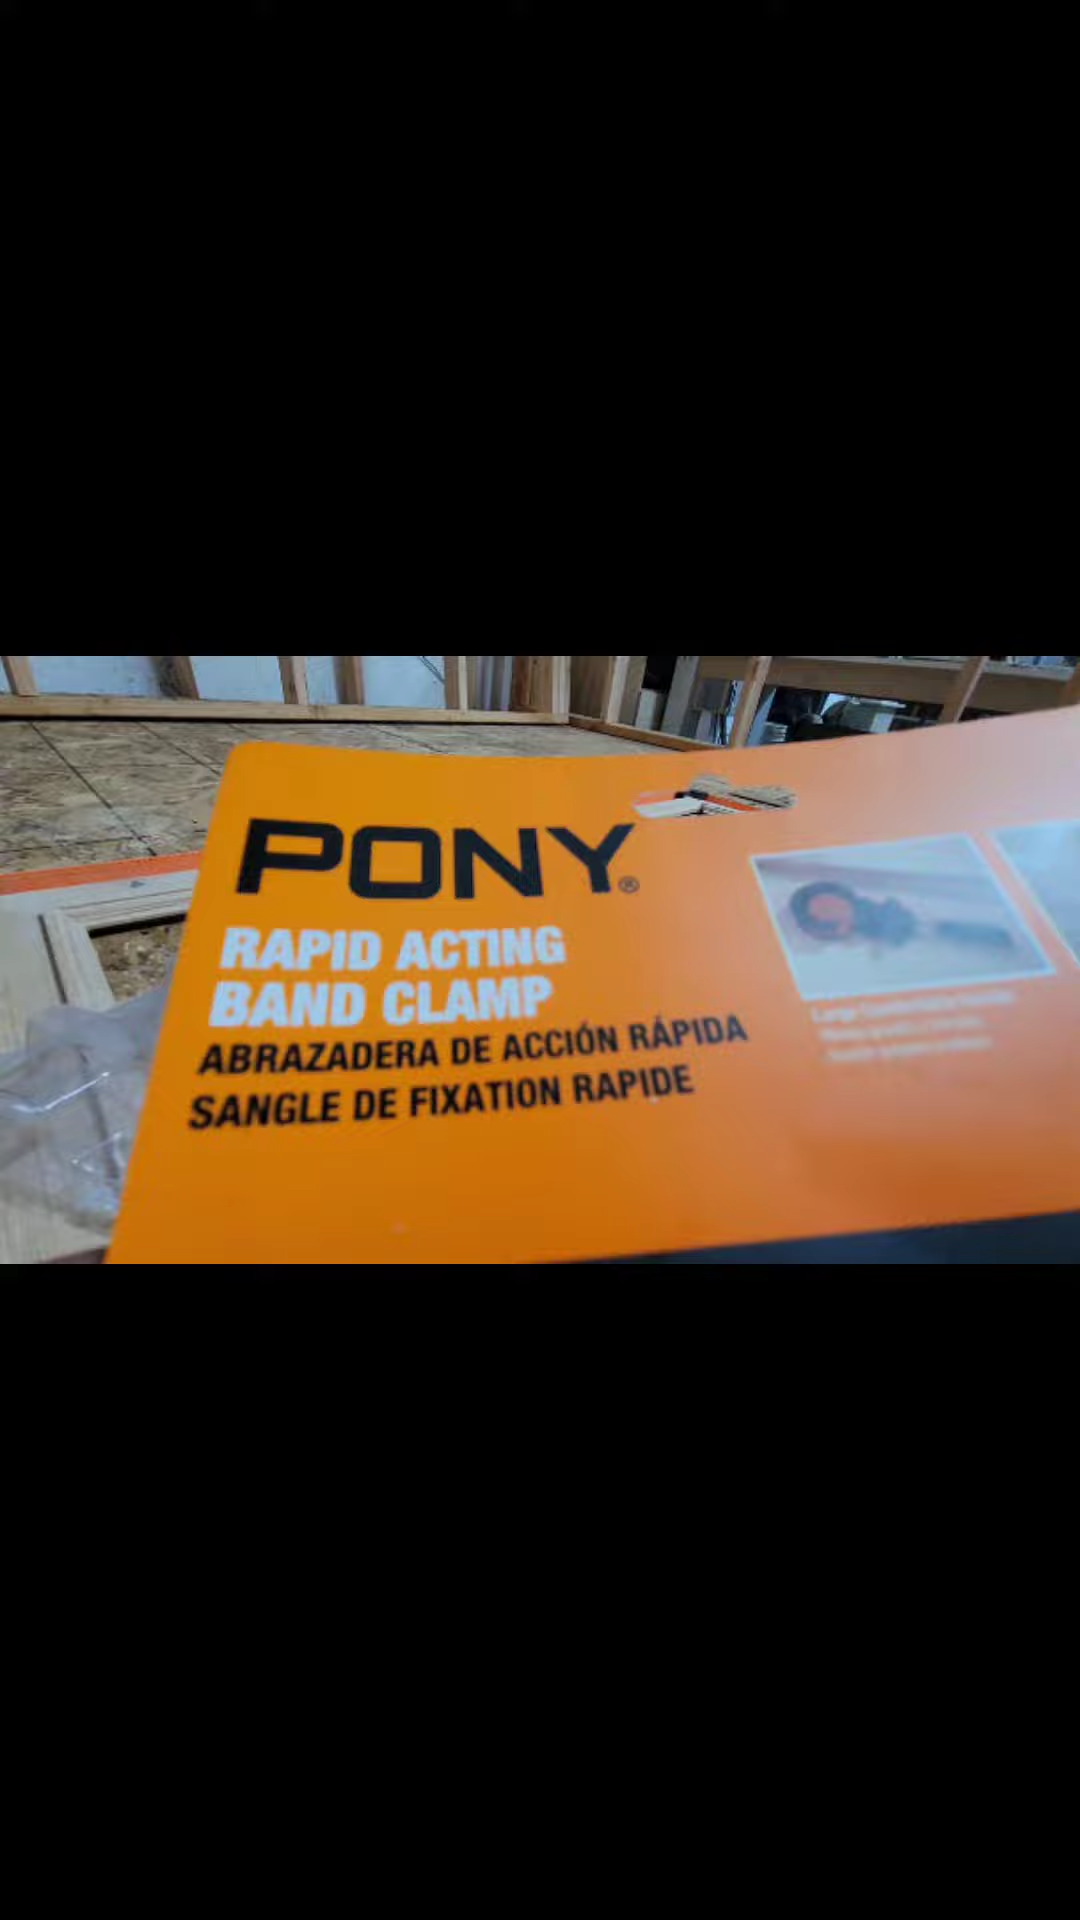 PONY®
RAPID ACTING
BAND CLAMP
ABRAZADERA DE ACCIÓN RÁPIDA
SANGLE DE FIXATION RAPIDE